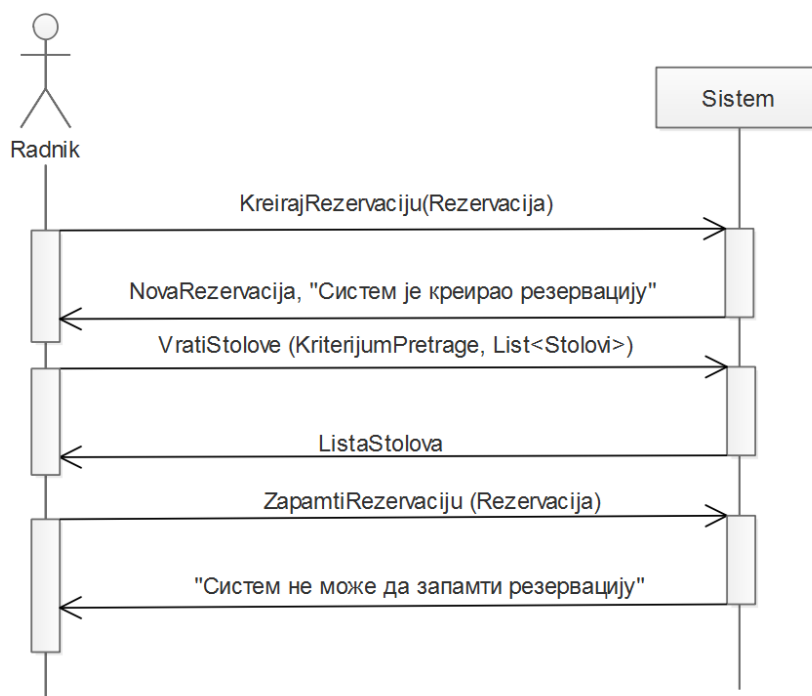 Sistem
Radnik
KreirajRezervaciju(Rezervacija)
NovaRezervacija, "Систем је креирао резервацију"
VratiStolove (KriterijumPretrage, List<Stolovi>)
ListaStolova
ZapamtiRezervaciju (Rezervacija)
"Систем не може да запамти резервацију"